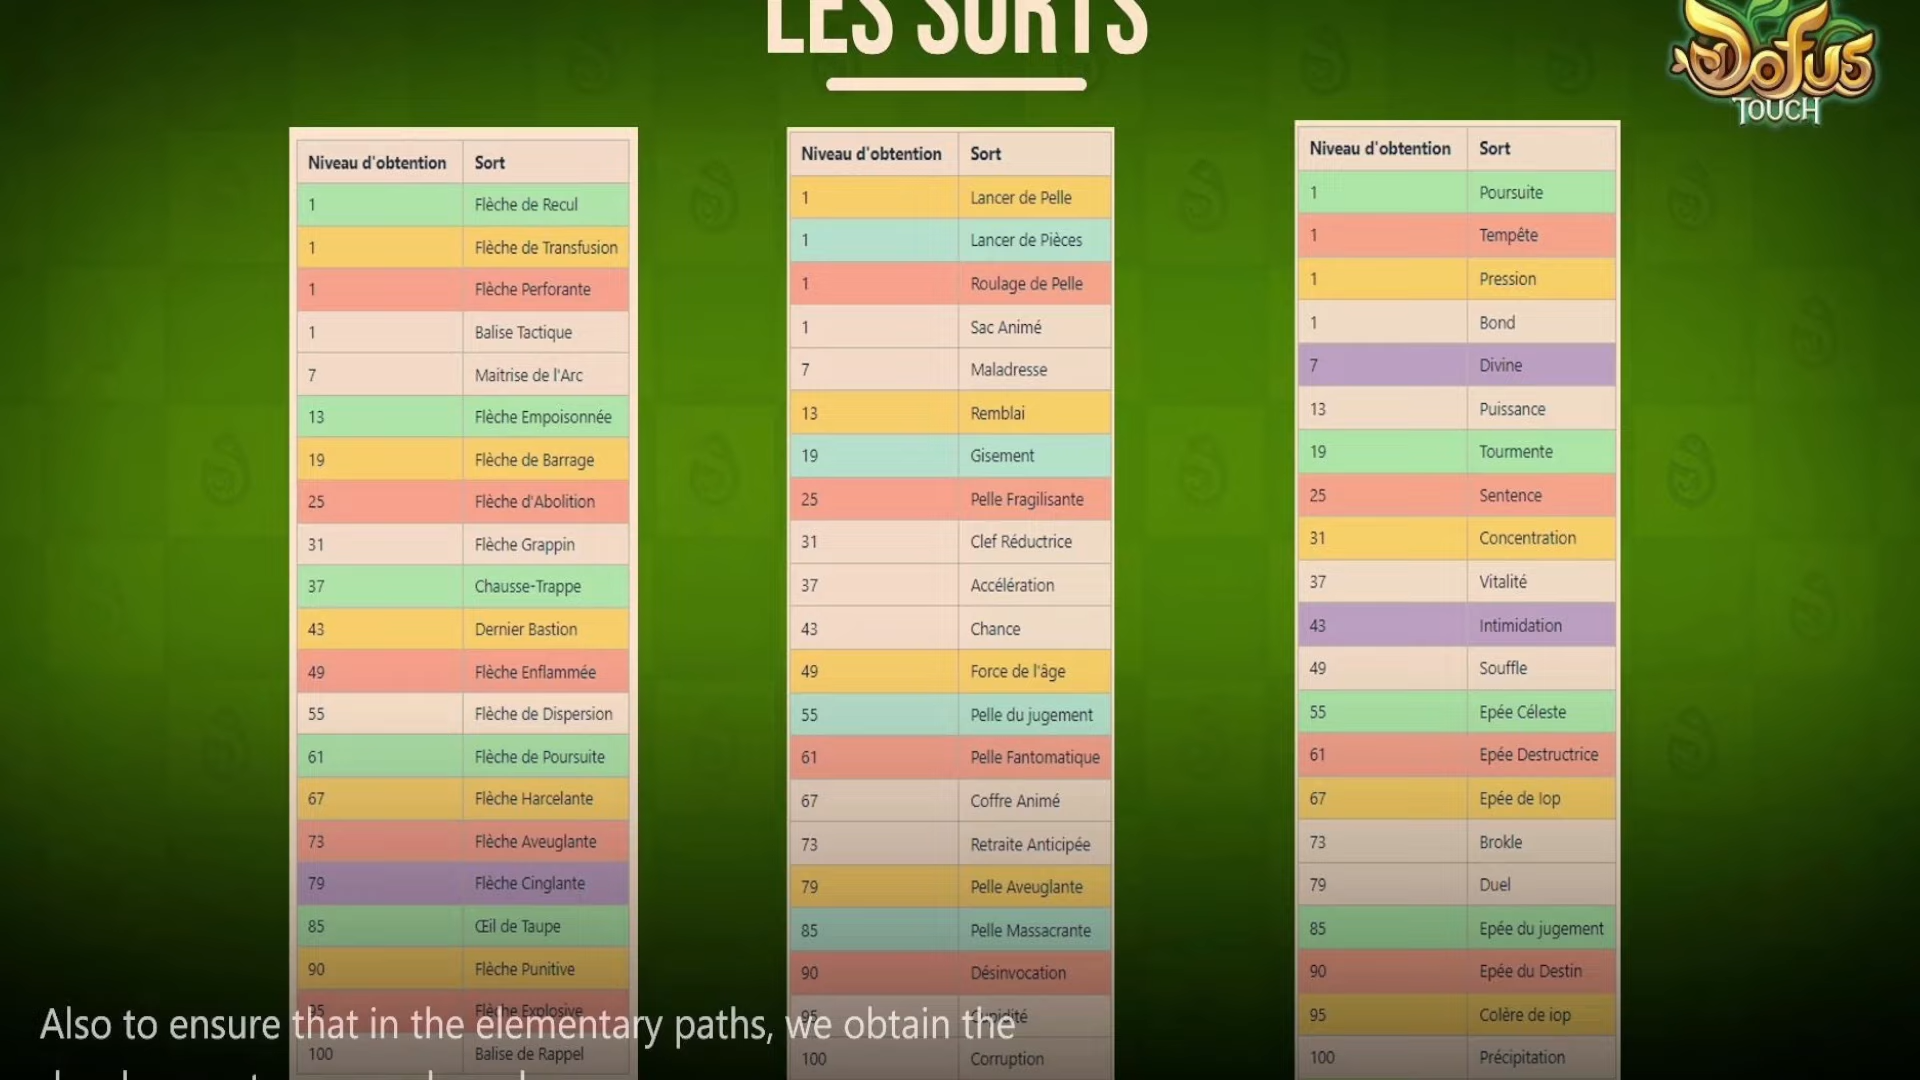 LES SORTS
Dofus
TOUCH
Niveau d'obtention Sort
1 Flèche de Recul
1 Flèche de Transfusion
1 Flèche Perforante
1 Balise Tactique
7 Maitrise de l'Arc
13 Flèche Empoisonnée
19 Flèche de Barrage
25 Flèche d'Abolition
31 Flèche Grappin
37 Chausse-Trappe
43 Dernier Bastion
49 Flèche Enflammée
55 Flèche de Dispersion
61 Flèche de Poursuite
67 Flèche Harcelante
73 Flèche Aveuglante
79 Flèche Cinglante
85 Œil de Taupe
90 Flèche Punitive
95 Flèche Explosive
100 Balise de Rappel
Niveau d'obtention Sort
1 Lancer de Pelle
1 Lancer de Pièces
1 Roulage de Pelle
1 Sac Animé
7 Maladresse
13 Remblai
19 Gisement
25 Pelle Fragilisante
31 Clef Réductrice
37 Accélération
43 Chance
49 Force de l'âge
55 Pelle du jugement
61 Pelle Fantomatique
67 Coffre Animé
73 Retraite Anticipée
79 Pelle Aveuglante
85 Pelle Massacrante
90 Désinvocation
95 Cupidité
100 Corruption
Niveau d'obtention Sort
1 Poursuite
1 Tempête
1 Pression
1 Bond
7 Divine
13 Puissance
19 Tourmente
25 Sentence
31 Concentration
37 Vitalité
43 Intimidation
49 Souffle
55 Epée Céleste
61 Epée Destructrice
67 Epée de Iop
73 Brokle
79 Duel
85 Epée du jugement
90 Epée du Destin
95 Colère de iop
100 Précipitation
Also to ensure that in the elementary paths, we obtain the